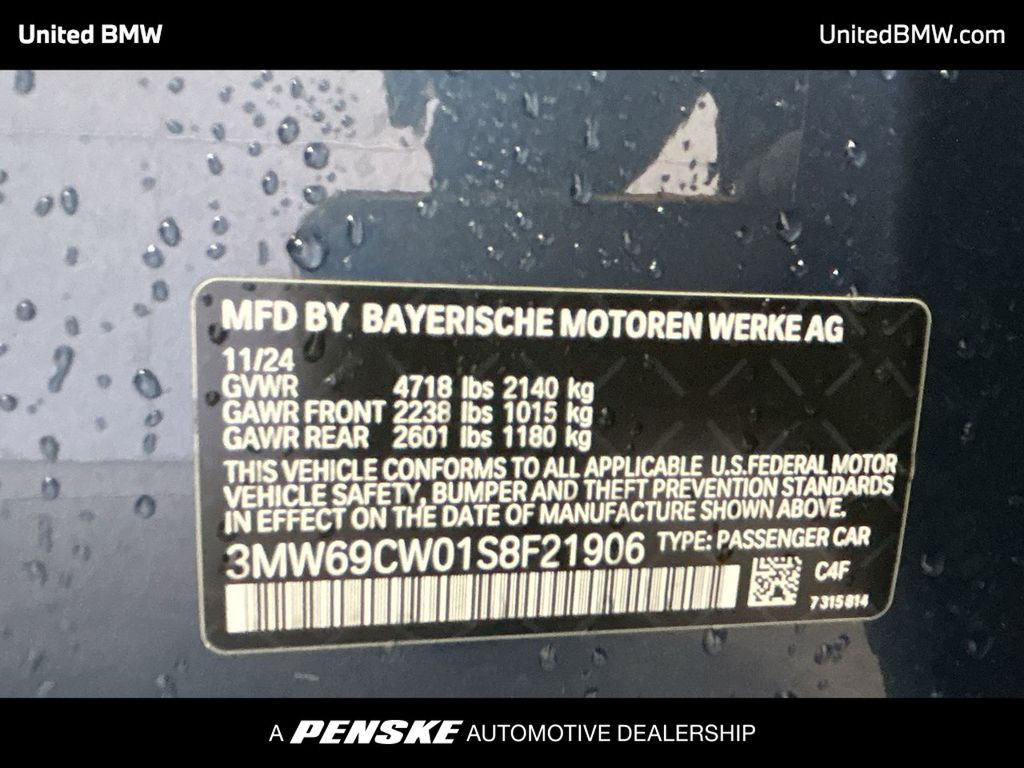 United BMW
UnitedBMW.com
MFD BY BAYERISCHE MOTOREN WERKE AG
11/24
GVWR 4718 lbs 2140 kg
GAWR FRONT 2238 lbs 1015 kg
GAWR REAR 2601 lbs 1180 kg
THIS VEHICLE CONFORMS TO ALL APPLICABLE U.S.FEDERAL MOTOR
VEHICLE SAFETY, BUMPER AND THEFT PREVENTION STANDARDS
IN EFFECT ON THE DATE OF MANUFACTURE SHOWN ABOVE.
3MW69CW01S8F21906 TYPE: PASSENGER CAR
C4F
7315814
A PENSKE AUTOMOTIVE DEALERSHIP